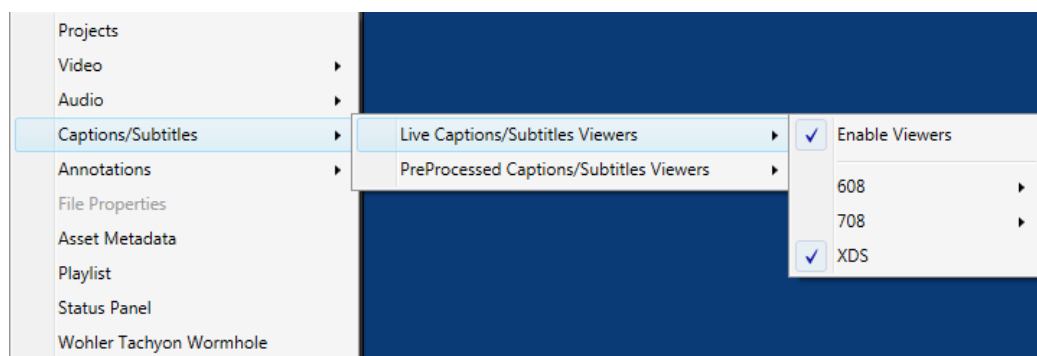 Projects
Video
Audio
Captions/Subtitles
Annotations
File Properties
Asset Metadata
Playlist
Status Panel
Wohler Tachyon Wormhole
Live Captions/Subtitles Viewers
PreProcessed Captions/Subtitles Viewers
Enable Viewers
608
708
XDS